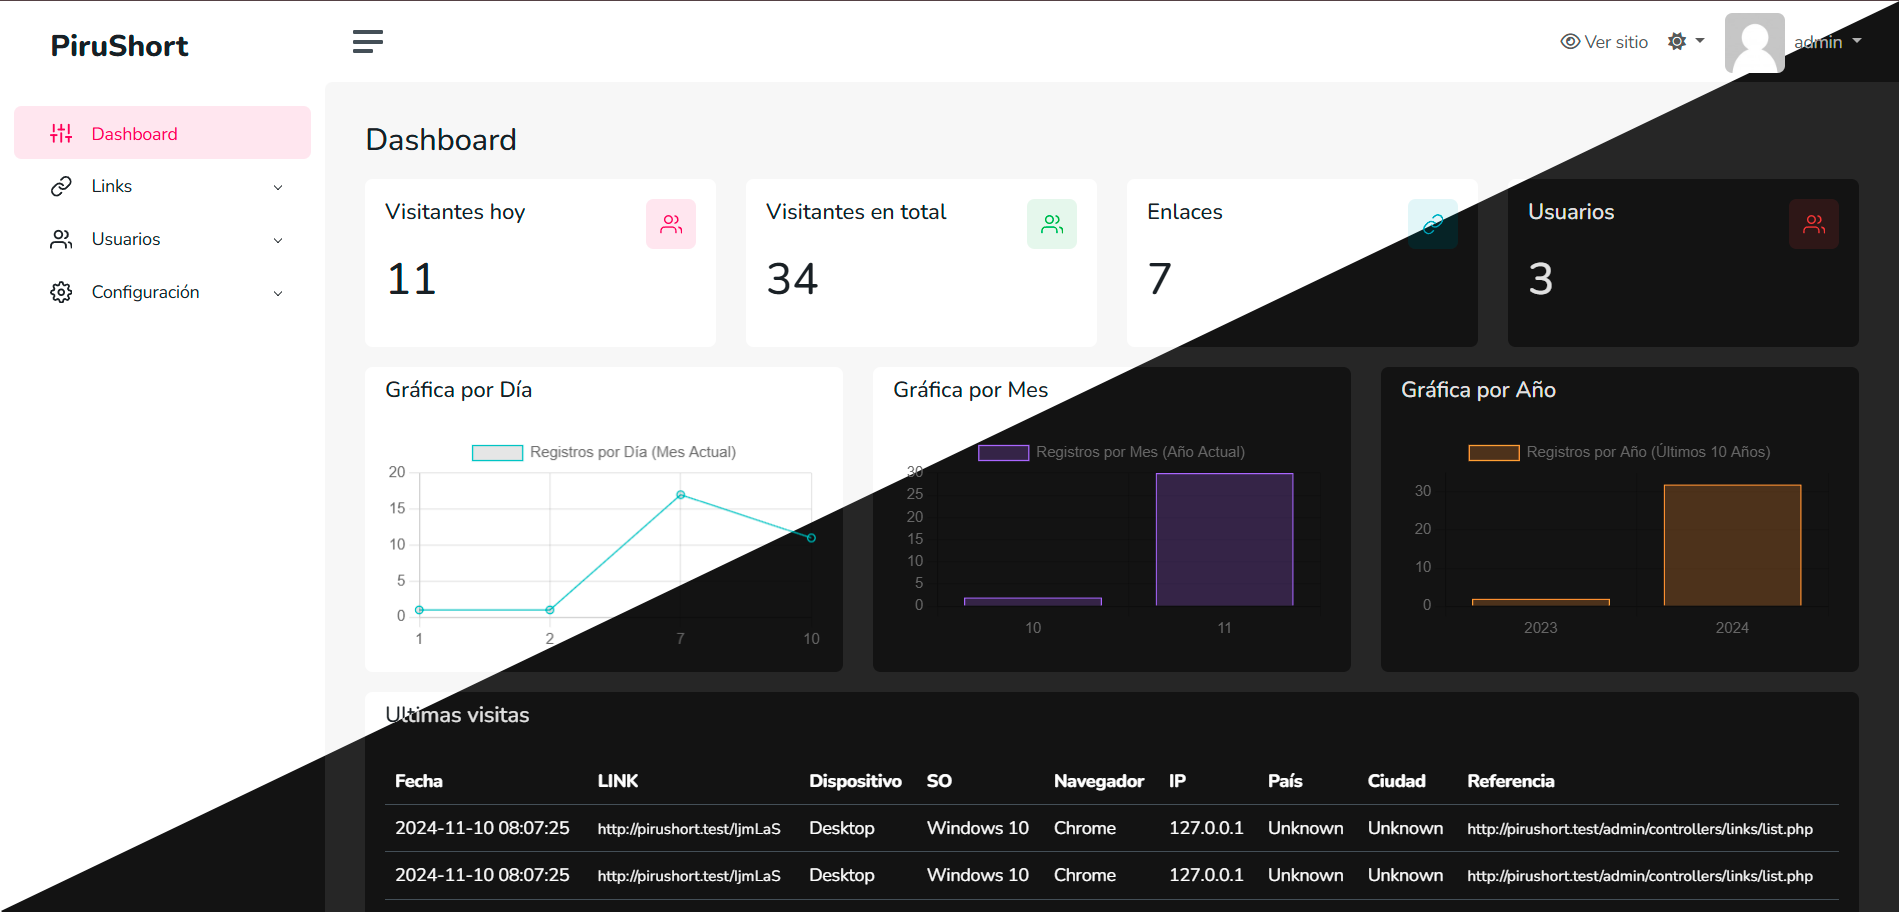 PiruShort
Ver sitio
admin
Dashboard
Links
Usuarios
Configuración
Dashboard
Visitantes hoy
11
Visitantes en total
34
Enlaces
7
Usuarios
3
Gráfica por Día
Registros por Día (Mes Actual)
20
15
10
5
0
1 2 7 10
Gráfica por Mes
Registros por Mes (Año Actual)
30
25
20
15
10
5
0
10 11
Gráfica por Año
Registros por Año (Últimos 10 Años)
30
20
10
0
2023 2024
Ultimas visitas
Fecha LINK Dispositivo SO Navegador IP País Ciudad Referencia
2024-11-10 08:07:25 http://pirushort.test/ljmLaS Desktop Windows 10 Chrome 127.0.0.1 Unknown Unknown http://pirushort.test/admin/controllers/links/list.php
2024-11-10 08:07:25 http://pirushort.test/ljmLaS Desktop Windows 10 Chrome 127.0.0.1 Unknown Unknown http://pirushort.test/admin/controllers/links/list.php